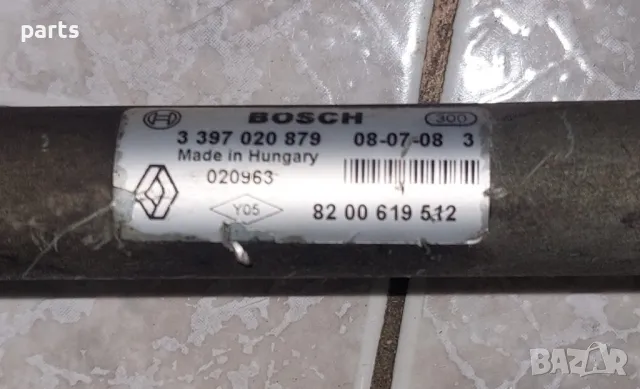 parts
BOSCH 300
3 397 020 879 08-07-08 3
Made in Hungary
020963
Y05 82 00 619 512
BAZAR